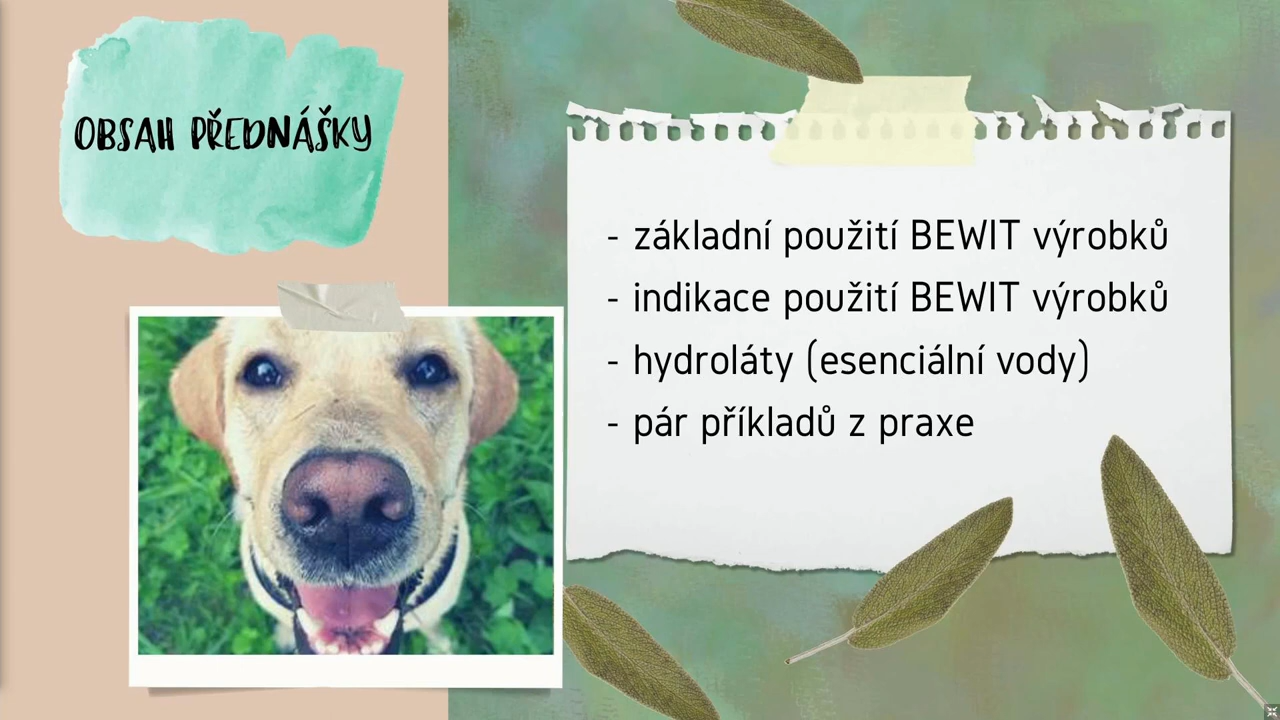 OBSAH PŘEDNÁŠKY
- základní použití BEWIT výrobků
- indikace použití BEWIT výrobků
- hydroláty (esenciální vody)
- pár příkladů z praxe